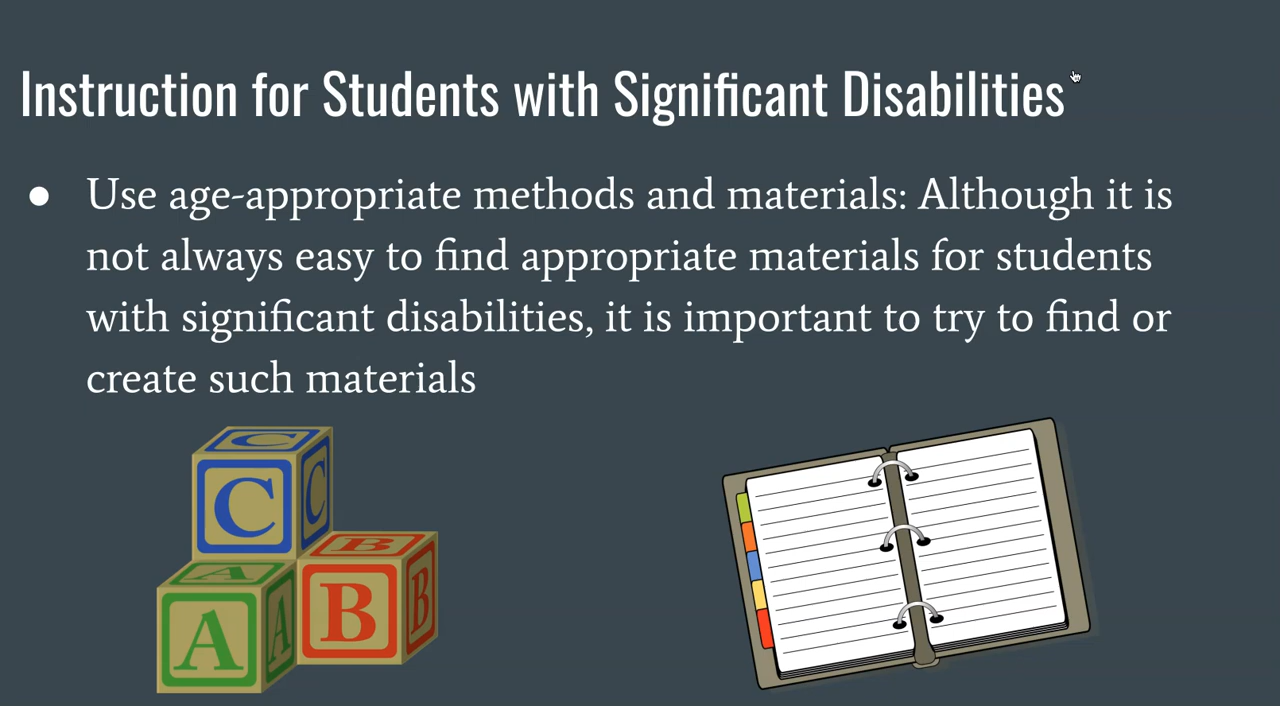 Instruction for Students with Significant Disabilities
● Use age-appropriate methods and materials: Although it is
not always easy to find appropriate materials for students
with significant disabilities, it is important to try to find or
create such materials
C
C
C
A
A
A
B
B
B